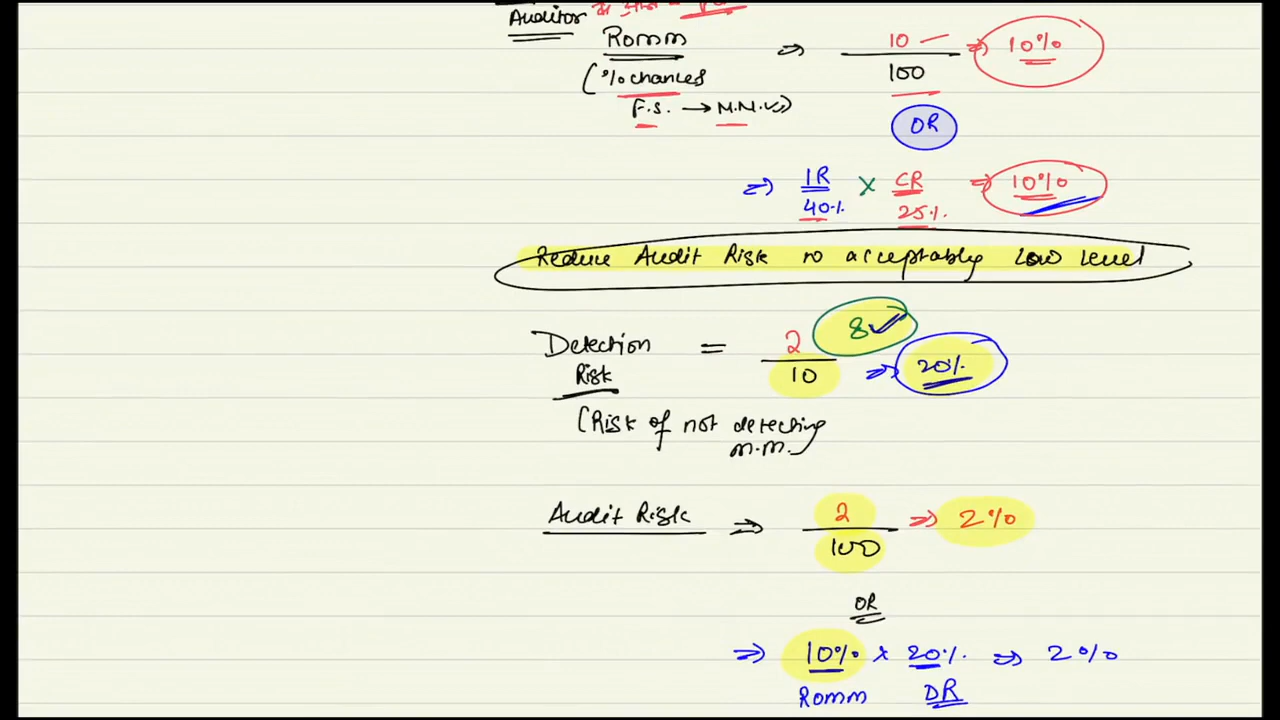 Auditor
ROMM ⇒ 10/100 ⇒ 10%
(% chances
F.S. → M.M.
OR
⇒ IR × CR ⇒ 10%
40% 25%
Reduce Audit Risk to acceptably low level
Detection = 2/10 8 ✓ ⇒ 20%
Risk
(Risk of not detecting
m.m.)
Audit Risk ⇒ 2/100 ⇒ 2%
OR
⇒ 10% × 20% ⇒ 2%
Romm DR